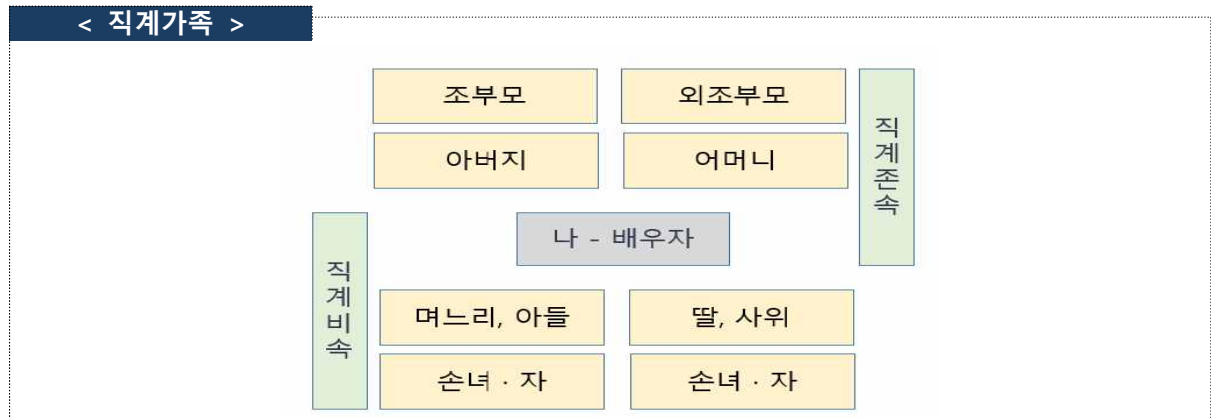 < 직계가족 >
조부모 외조부모
아버지 어머니
직계존속
나 - 배우자
직계비속
며느리, 아들 딸, 사위
손녀 · 자 손녀 · 자